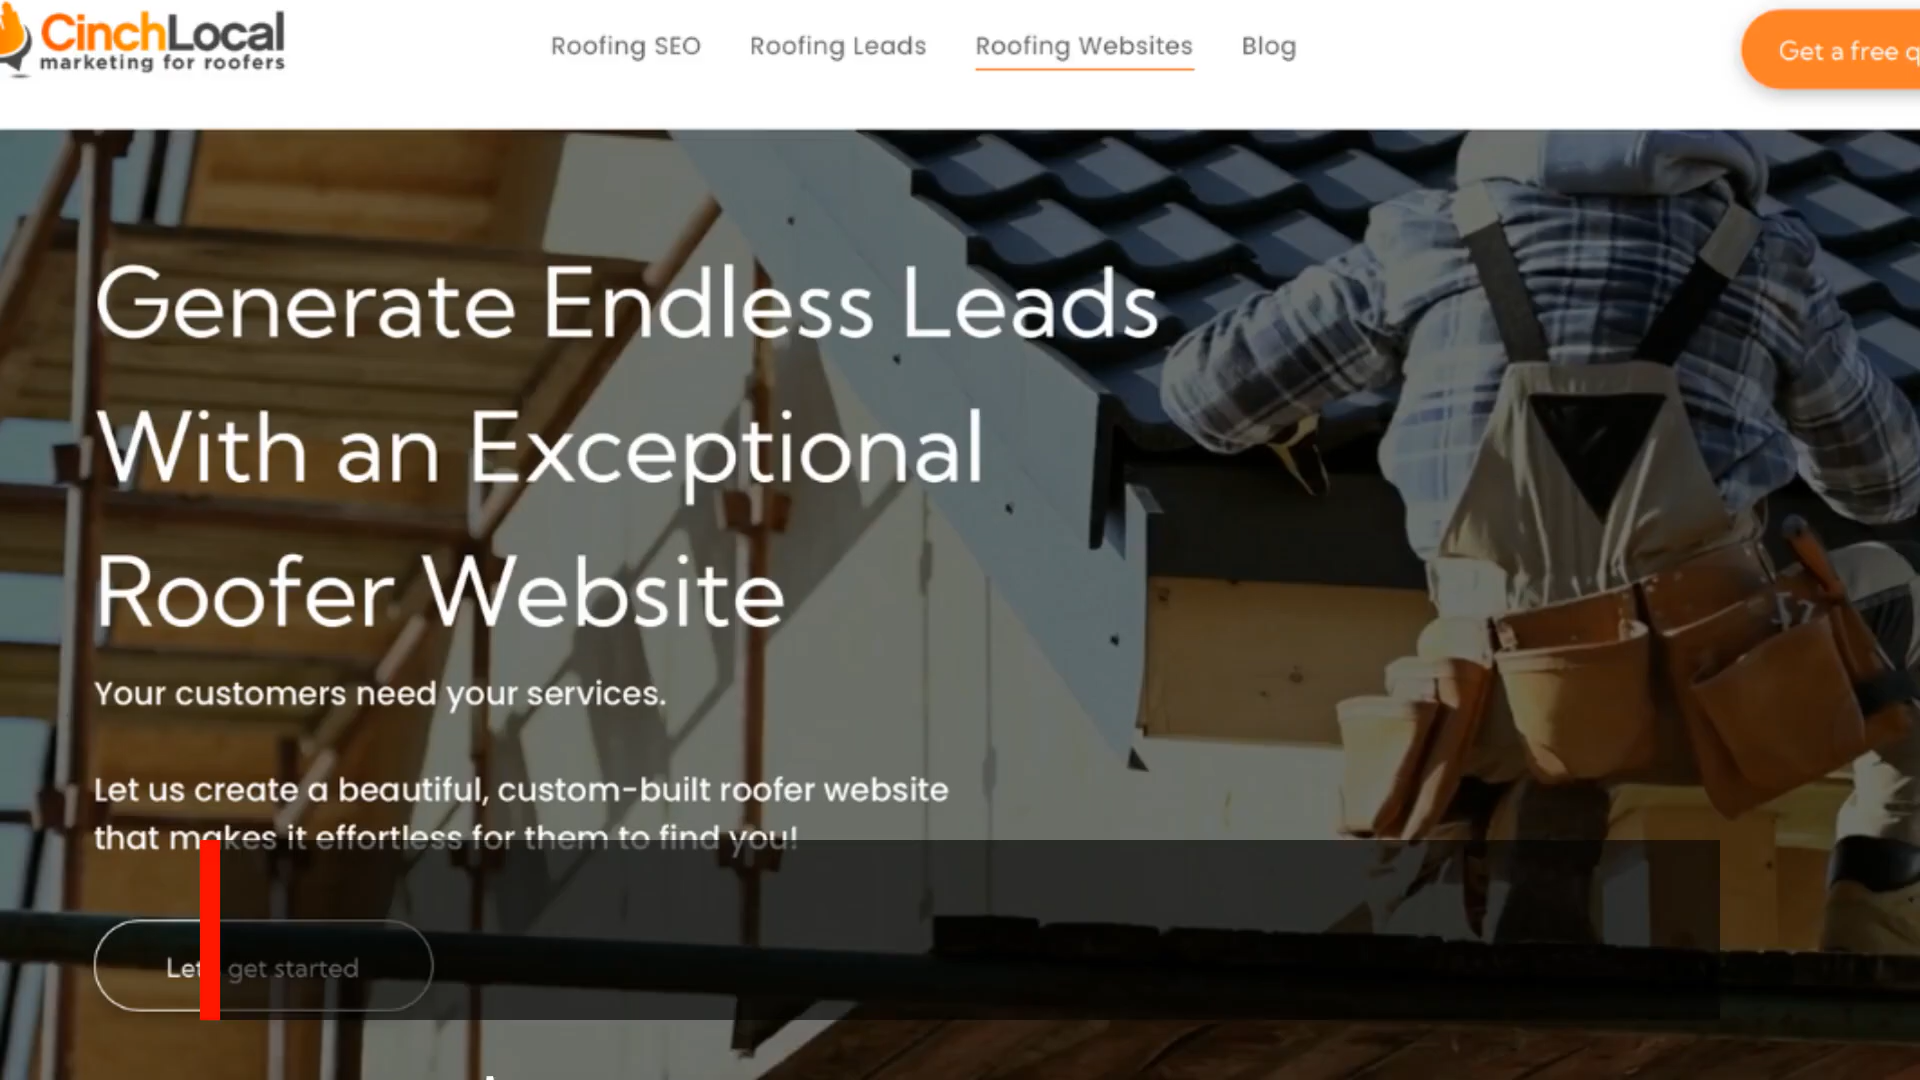 CinchLocal
marketing for roofers
Roofing SEO
Roofing Leads
Roofing Websites
Blog
Get a free q
Generate Endless Leads
With an Exceptional
Roofer Website
Your customers need your services.
Let us create a beautiful, custom-built roofer website
that makes it effortless for them to find you!
Let get started